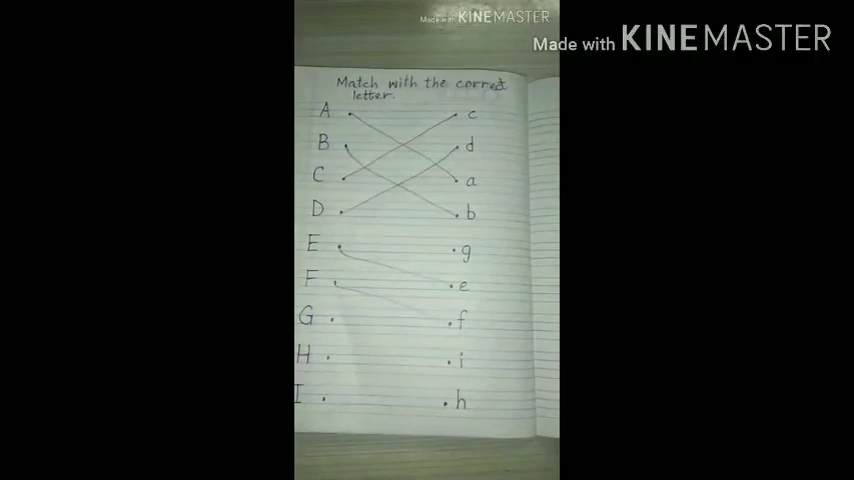 Made with KINEMASTER
Made with KINEMASTER
Match with the correct
letter.
A c
B d
C a
D b
E g
F e
G f
H i
I h